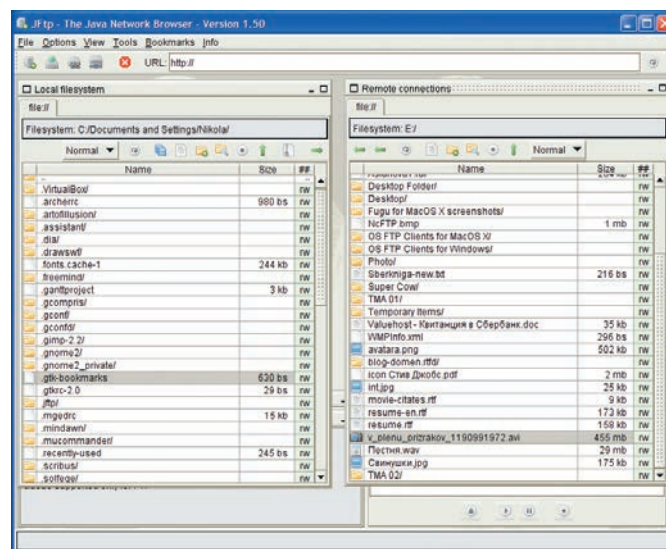 JFtp - The Java Network Browser - Version 1.50
File Options View Tools Bookmarks Info
URL: http://
Local filesystem
file://
Filesystem: C:/Documents and Settings/Nikola/
Normal
Name Size ##
.VirtualBox/ rw
.archerrc 980 bs rw
.artofillusion/ rw
.assistant/ rw
.dia/ rw
.drawswf/ rw
.fonts.cache-1 244 kb rw
.freemind/ rw
.ganttproject 3 kb rw
.gcompris/ rw
.gconf/ rw
.gconfd/ rw
.gimp-2.2/ rw
.gnome2/ rw
.gnome2_private/ rw
.gtk-bookmarks 630 bs rw
.gtkrc-2.0 29 bs rw
.jftp/ rw
.mgedrc 15 kb rw
.mindawn/ rw
.mucommander/ rw
.recently-used 245 bs rw
.scribus/ rw
.solfege/ rw
Remote connections
file://
Filesystem: E:/
Normal
Name Size ##
Desktop Folder/ rw
Desktop/ rw
Fugu for MacOS X screenshots/ rw
NcFTP.bmp 1 mb rw
OS FTP Clients for MacOS X/ rw
OS FTP Clients for Windows/ rw
Photo/ rw
Sberkniga-new.txt 216 bs rw
Super Cow/ rw
TMA 01/ rw
Temporary Items/ rw
Valuehost - Квитанция в Сбербанк.doc 35 kb rw
WMPInfo.xml 296 bs rw
avatara.png 502 kb rw
blog-domen.rtfd/ rw
icon Стив Джобс.pdf 2 mb rw
int.jpg 25 kb rw
movie-citates.rtf 9 kb rw
resume-en.rtf 173 kb rw
resume.rtf 158 kb rw
v_plenu_prizrakov_1190991972.avi 455 mb rw
Пестня.wav 29 mb rw
Свинушки.jpg 175 kb rw
TMA 02/ rw